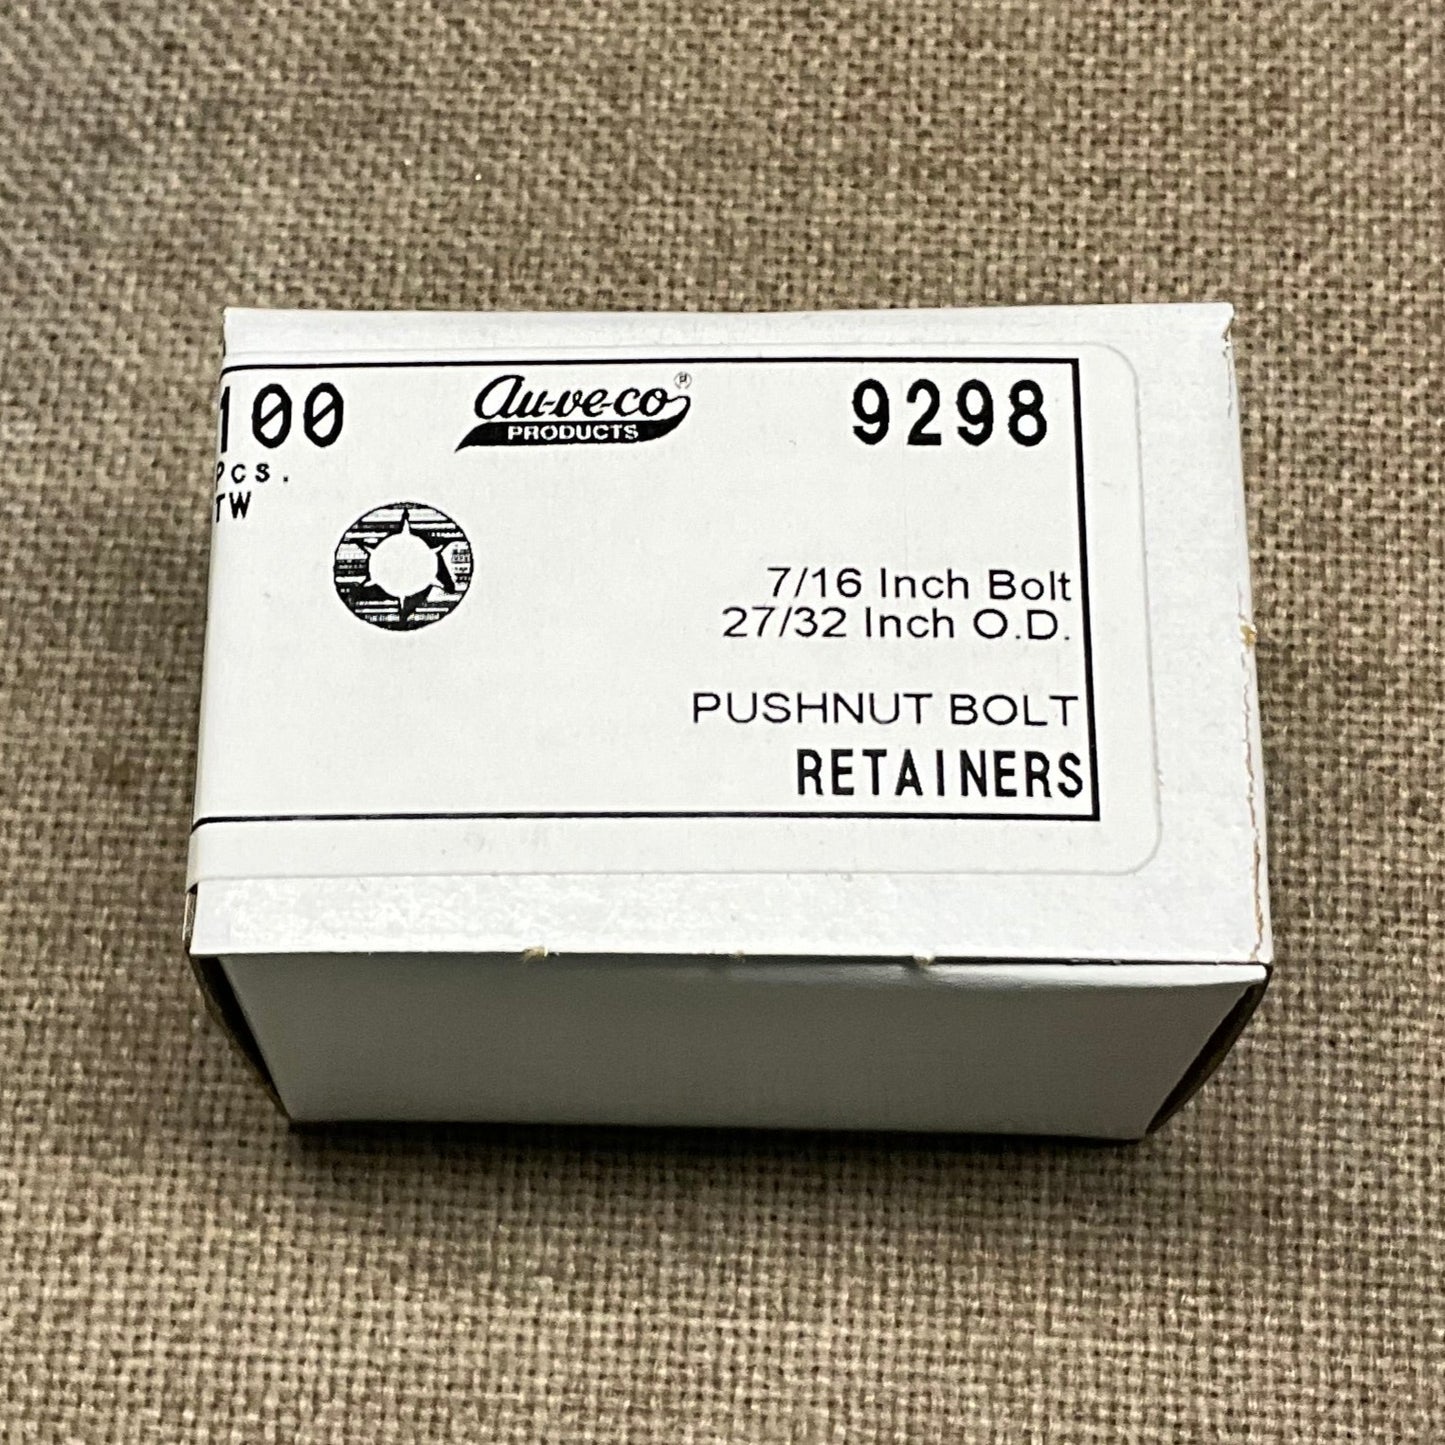 100
PCS.
TW
au-ve-co®
PRODUCTS
9298
7/16 Inch Bolt
27/32 Inch O.D.
PUSHNUT BOLT
RETAINERS